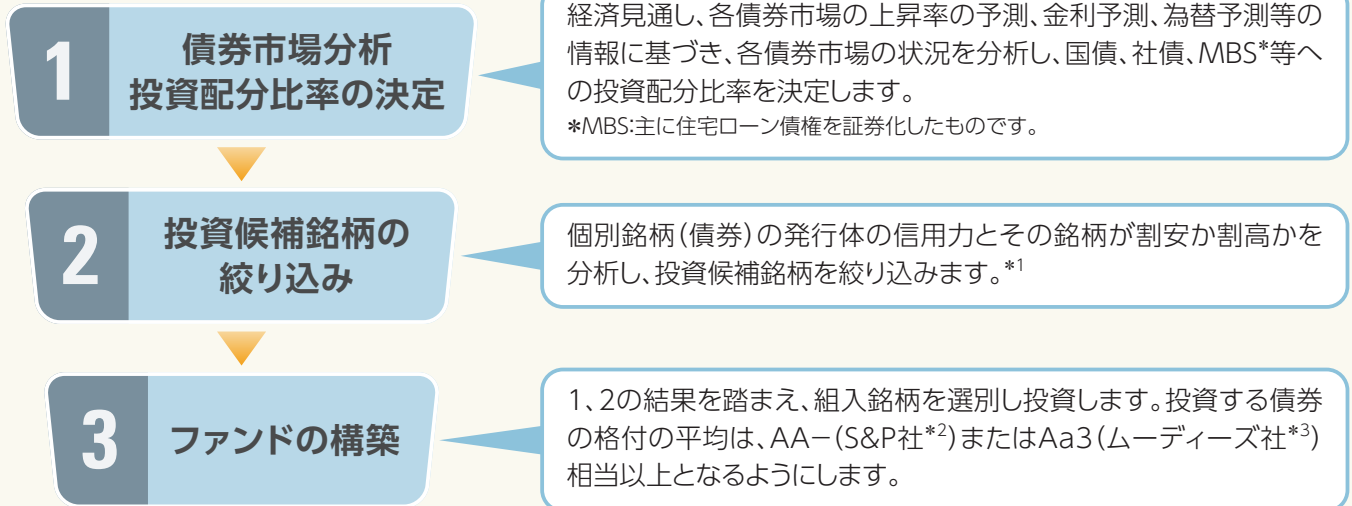 1
債券市場分析
投資配分比率の決定
経済見通し、各債券市場の上昇率の予測、金利予測、為替予測等の
情報に基づき、各債券市場の状況を分析し、国債、社債、MBS*等へ
の投資配分比率を決定します。
*MBS:主に住宅ローン債権を証券化したものです。
2
投資候補銘柄の
絞り込み
個別銘柄(債券)の発行体の信用力とその銘柄が割安か割高かを
分析し、投資候補銘柄を絞り込みます。*1
3
ファンドの構築
1、2の結果を踏まえ、組入銘柄を選別し投資します。投資する債券
の格付の平均は、AA−(S&P社*2)またはAa3(ムーディーズ社*3)
相当以上となるようにします。